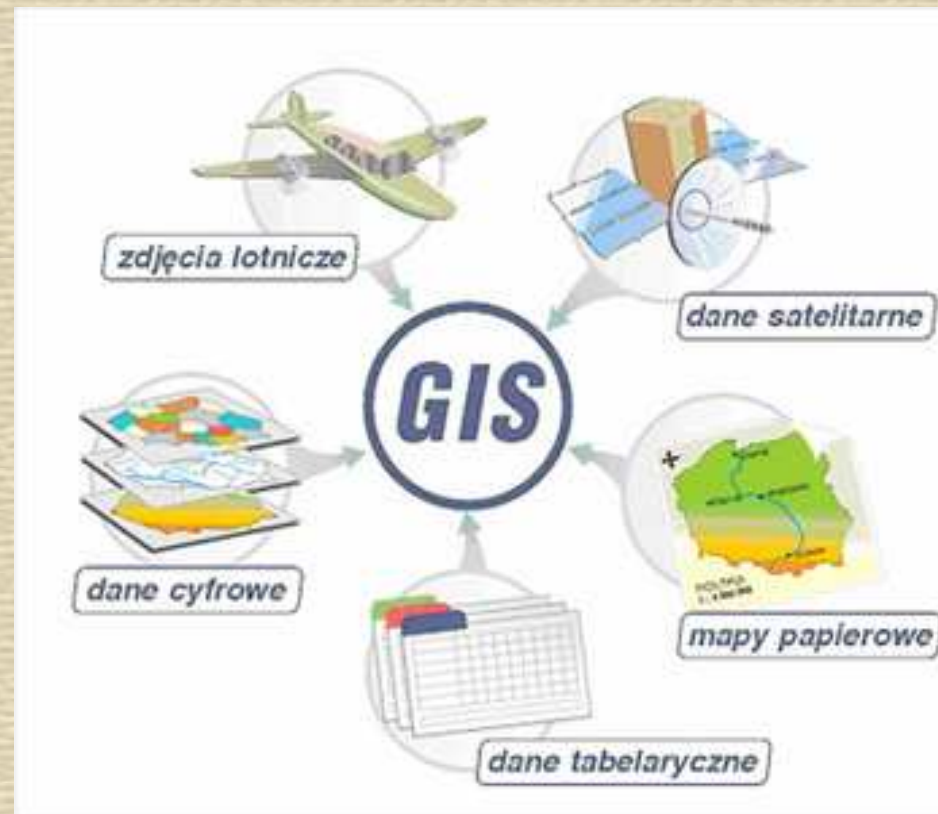 zdjęcia lotnicze
dane satelitarne
GIS
dane cyfrowe
mapy papierowe
dane tabelaryczne